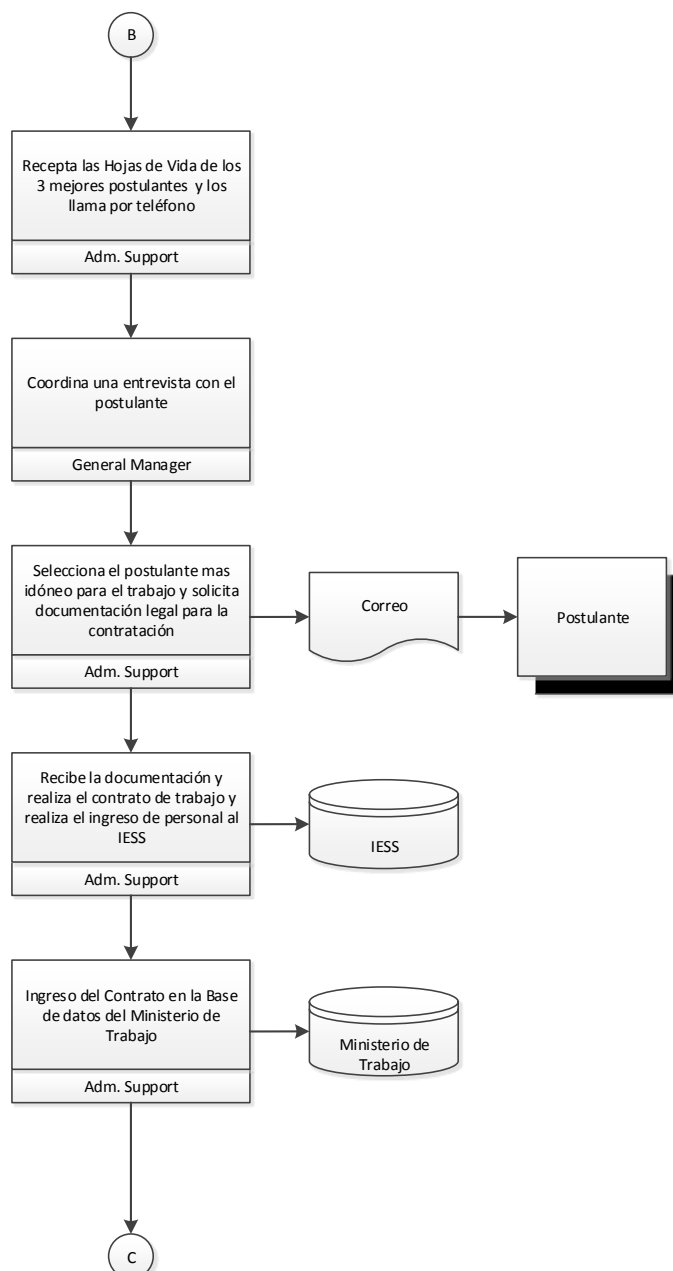 B
Recepta las Hojas de Vida de los
3 mejores postulantes y los
llama por teléfono
Adm. Support
Coordina una entrevista con el
postulante
General Manager
Selecciona el postulante mas
idóneo para el trabajo y solicita
documentación legal para la
contratación
Adm. Support
Correo
Postulante
Recibe la documentación y
realiza el contrato de trabajo y
realiza el ingreso de personal al
IESS
Adm. Support
IESS
Ingreso del Contrato en la Base
de datos del Ministerio de
Trabajo
Adm. Support
Ministerio de
Trabajo
C